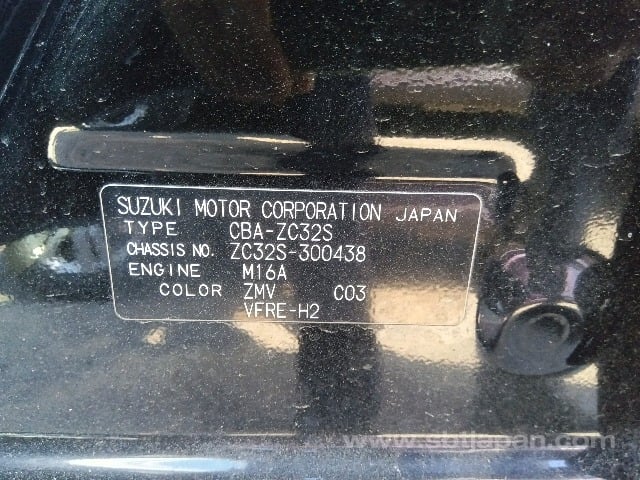 SUZUKI MOTOR CORPORATION JAPAN
TYPE CBA-ZC32S
CHASSIS NO. ZC32S-300438
ENGINE M16A
COLOR ZMV C03
VFRE-H2
www.sbtjapan.com